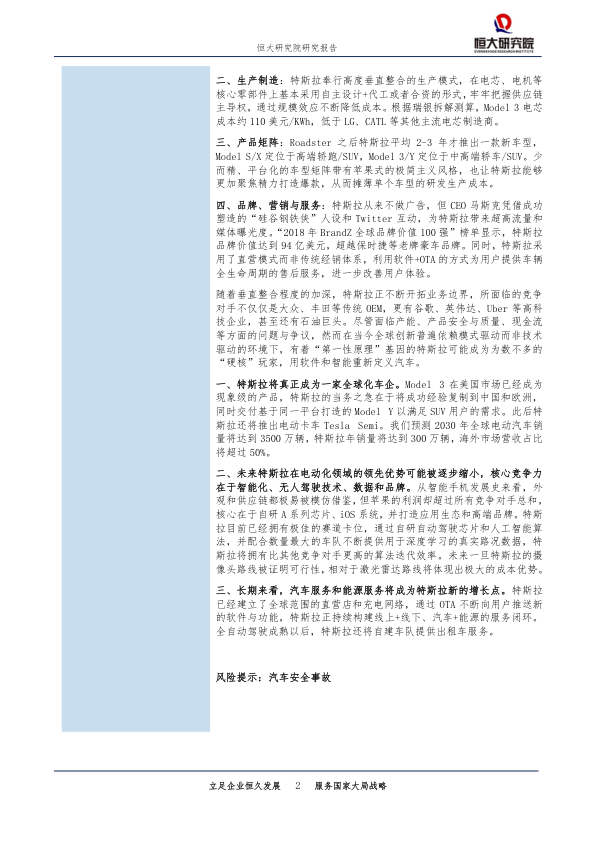 恒大研究院研究报告
恒大研究院
EVERGRANDE RESEARCH INSTITUTE
二、生产制造：特斯拉奉行高度垂直整合的生产模式，在电芯、电机等
核心零部件上基本采用自主设计+代工或者合资的形式，牢牢把握供应链
主导权，通过规模效应不断降低成本。根据瑞银拆解测算，Model 3 电芯
成本约 110 美元/KWh，低于 LG、CATL 等其他主流电芯制造商。
三、产品矩阵：Roadster 之后特斯拉平均 2-3 年才推出一款新车型，
Model S/X 定位于高端轿跑/SUV，Model 3/Y 定位于中高端轿车/SUV。少
而精、平台化的车型矩阵带有苹果式的极简主义风格，也让特斯拉能够
更加聚焦精力打造爆款，从而摊薄单个车型的研发生产成本。
四、品牌、营销与服务：特斯拉从来不做广告，但 CEO 马斯克凭借成功
塑造的“硅谷钢铁侠”人设和 Twitter 互动，为特斯拉带来超高流量和
媒体曝光度。“2018 年 BrandZ 全球品牌价值 100 强”榜单显示，特斯拉
品牌价值达到 94 亿美元，超越保时捷等老牌豪车品牌。同时，特斯拉采
用了直营模式而非传统经销体系，利用软件+OTA 的方式为用户提供车辆
全生命周期的售后服务，进一步改善用户体验。
随着垂直整合程度的加深，特斯拉正不断开拓业务边界，所面临的竞争
对手不仅仅是大众、丰田等传统 OEM，更有谷歌、英伟达、Uber 等高科
技企业，甚至还有石油巨头。尽管面临产能、产品安全与质量、现金流
等方面的问题与争议，然而在当今全球创新普遍依赖模式驱动而非技术
驱动的环境下，有着“第一性原理”基因的特斯拉可能成为为数不多的
“硬核”玩家，用软件和智能重新定义汽车。
一、特斯拉将真正成为一家全球化车企。Model 3 在美国市场已经成为
现象级的产品，特斯拉的当务之急在于将成功经验复制到中国和欧洲，
同时交付基于同一平台打造的 Model Y 以满足 SUV 用户的需求。此后特
斯拉还将推出电动卡车 Tesla Semi。我们预测 2030 年全球电动汽车销
量将达到 3500 万辆，特斯拉年销量将达到 300 万辆，海外市场营收占比
将超过 50%。
二、未来特斯拉在电动化领域的领先优势可能被逐步缩小，核心竞争力
在于智能化、无人驾驶技术、数据和品牌。从智能手机发展史来看，外
观和供应链都极易被模仿借鉴，但苹果的利润却超过所有竞争对手总和，
核心在于自研 A 系列芯片、iOS 系统，并打造应用生态和高端品牌。特斯
拉目前已经拥有极佳的赛道卡位，通过自研自动驾驶芯片和人工智能算
法，并配合数量最大的车队不断提供用于深度学习的真实路况数据，特
斯拉将拥有比其他竞争对手更高的算法迭代效率。未来一旦特斯拉的摄
像头路线被证明可行性，相对于激光雷达路线将体现出极大的成本优势。
三、长期来看，汽车服务和能源服务将成为特斯拉新的增长点。特斯拉
已经建立了全球范围的直营店和充电网络，通过 OTA 不断向用户推送新
的软件与功能，特斯拉正持续构建线上+线下、汽车+能源的服务闭环。
全自动驾驶成熟以后，特斯拉还将自建车队提供出租车服务。
风险提示：汽车安全事故
立足企业恒久发展 2 服务国家大局战略